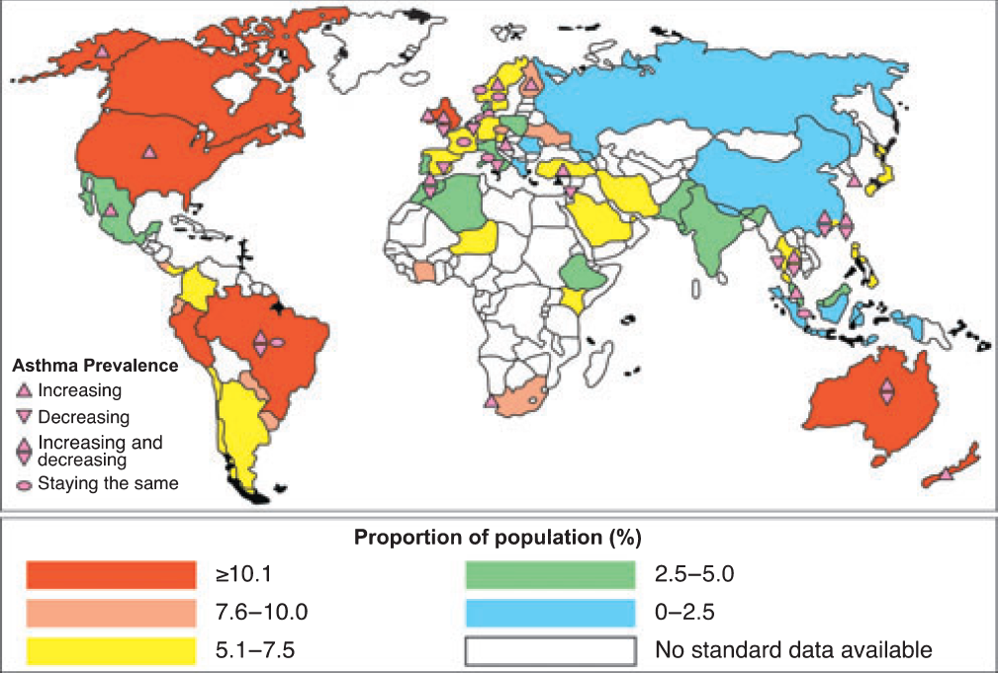 Asthma Prevalence
Increasing
Decreasing
Increasing and
decreasing
Staying the same
Proportion of population (%)
≥10.1
7.6–10.0
5.1–7.5
2.5–5.0
0–2.5
No standard data available